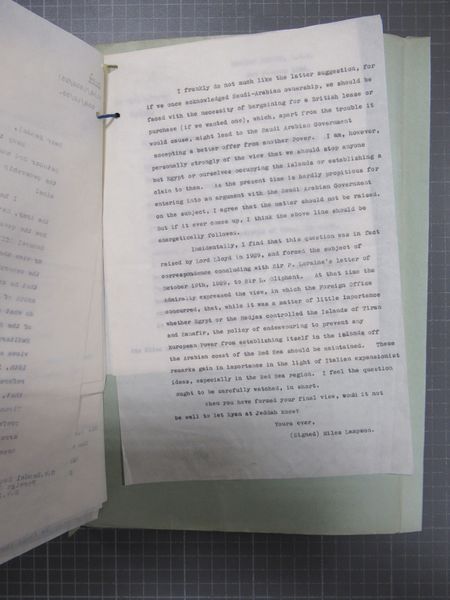 I frankly do not much like the latter suggestion, for
if we once acknowledged Saudi-Arabian ownership, we should be
faced with the necessity of bargaining for a British lease or
purchase (if we wanted one), which, apart from the trouble it
would cause, might lead to the Saudi Arabian Government
accepting a better offer from another Power. I am, however,
personally strongly of the view that we should stop anyone
but Egypt or ourselves occupying the islands or establishing a
claim to them. As the present time is hardly propitious for
entering into an argument with the Saudi Arabian Government
on the subject, I agree that the matter should not be raised.
but if it ever comes up, I think the above line should be
energetically followed.
Incidentally, I find that this question was in fact
raised by Lord Lloyd in 1929, and formed the subject of
correspondence concluding with Sir P. Loraine's letter of
October 10th, 1929, to Sir L. Oliphant. At that time the
Admiralty expressed the view, in which the Foreign Office
concurred, that, while it was a matter of little importance
whether Egypt or the Hedjaz controlled the islands of Tiran
and Sanafir, the policy of endeavouring to prevent any
European Power from establishing itself in the islands off
the Arabian coast of the Red Sea should be maintained. These
remarks gain in importance in the light of Italian expansionist
ideas, especially in the Red Sea region. I feel the question
ought to be carefully watched, in short.
When you have formed your final view, would it not
be well to let Ryan at Jeddah know?
Yours ever,
(Signed) Miles Lampson.